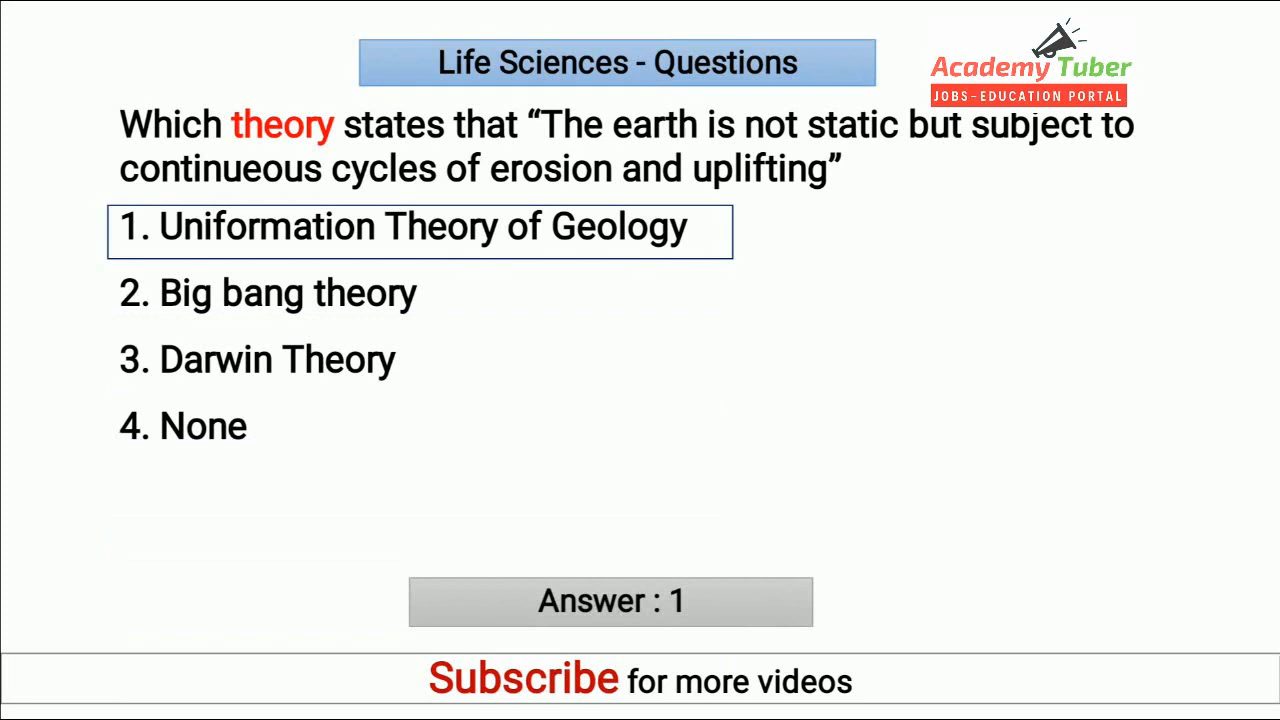 Life Sciences - Questions
Academy Tuber
JOBS-EDUCATION PORTAL
Which theory states that “The earth is not static but subject to
continueous cycles of erosion and uplifting”
1. Uniformation Theory of Geology
2. Big bang theory
3. Darwin Theory
4. None
Answer : 1
Subscribe for more videos